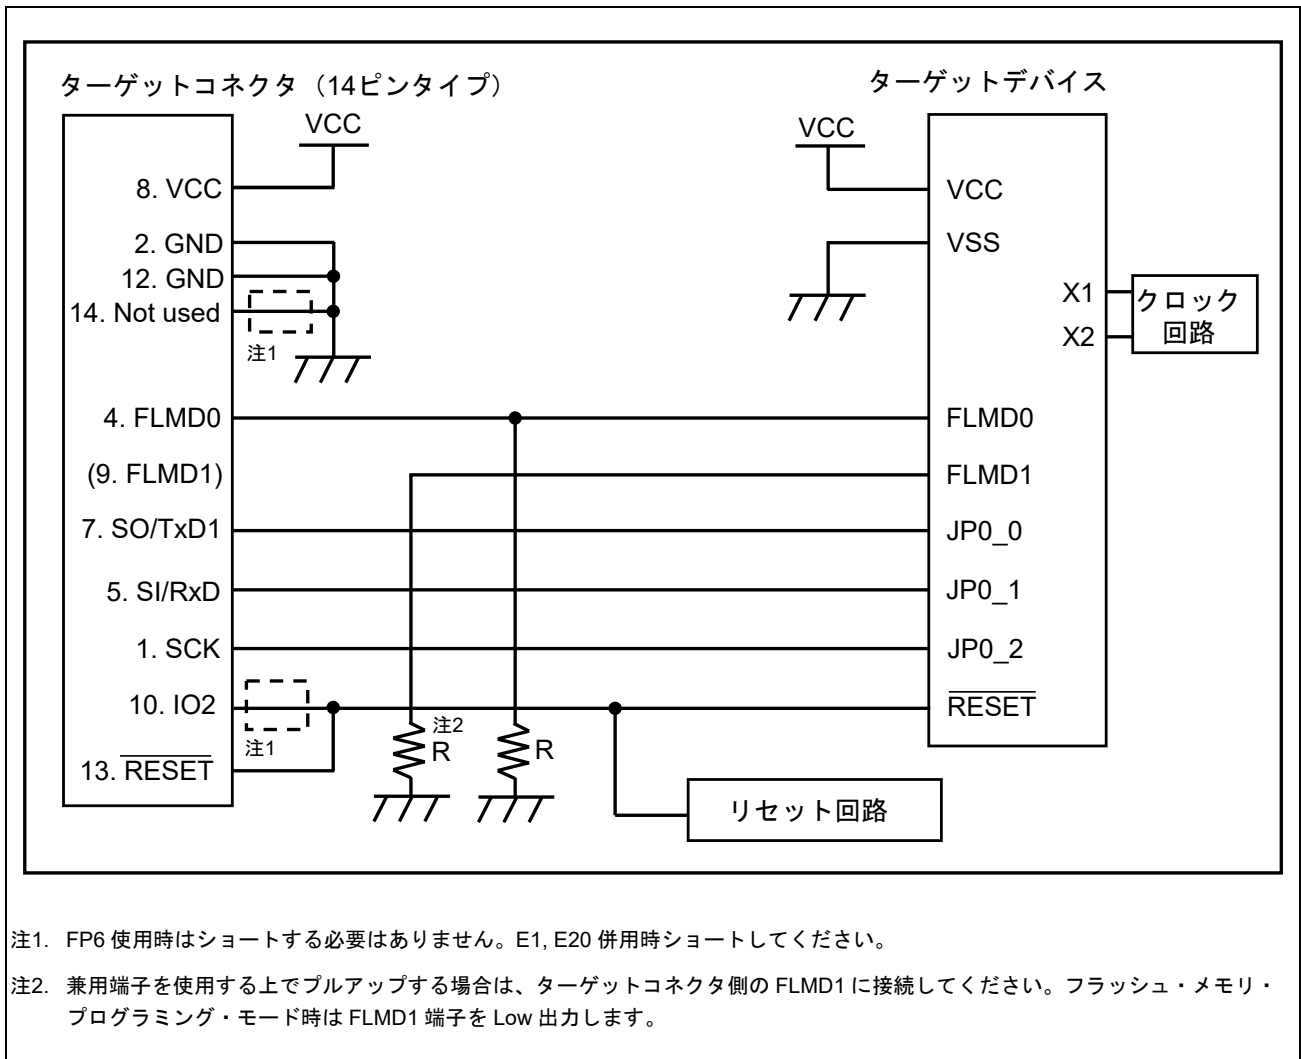 ターゲットコネクタ（14ピンタイプ）
ターゲットデバイス
VCC
VCC
8. VCC
VCC
2. GND
VSS
12. GND
14. Not used
注1
X1
X2
クロック
回路
4. FLMD0
FLMD0
(9. FLMD1)
FLMD1
7. SO/TxD1
JP0_0
5. SI/RxD
JP0_1
1. SCK
JP0_2
10. IO2
RESET
注1
注2
R
R
13. RESET
リセット回路
注1. FP6 使用時はショートする必要はありません。E1, E20 併用時ショートしてください。
注2. 兼用端子を使用する上でプルアップする場合は、ターゲットコネクタ側の FLMD1 に接続してください。フラッシュ・メモリ・
プログラミング・モード時は FLMD1 端子を Low 出力します。